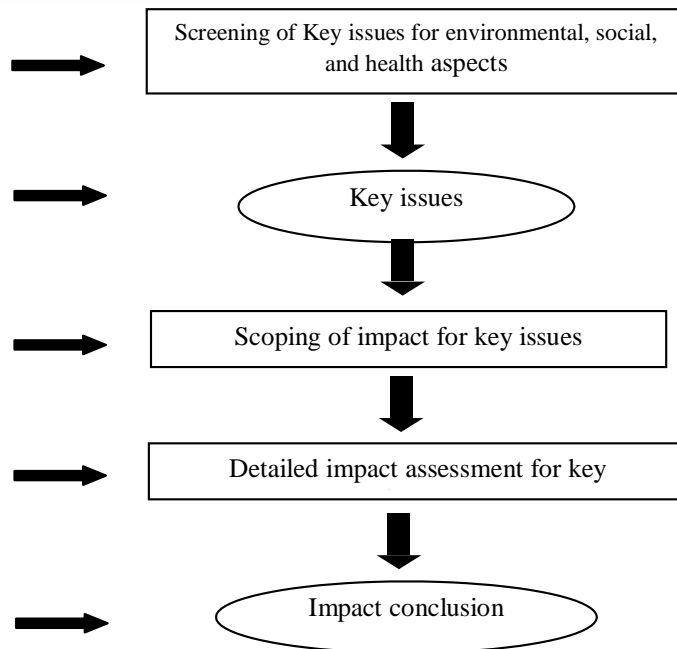 Screening of Key issues for environmental, social,
and health aspects
Key issues
Scoping of impact for key issues
Detailed impact assessment for key
Impact conclusion